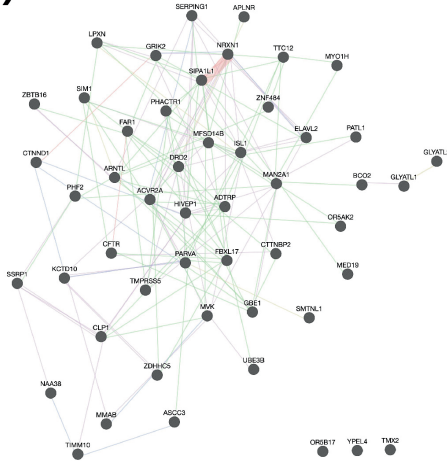 SERPING1
APLNR
LPXN
GRIK2
NRXN1
TTC12
MYO1H
SIPA1L1
ZBTB16
SIM1
PHACTR1
ZNF484
FAR1
MFSD14B
ELAVL2
PATL1
ISL1
CTNND1
DRD2
GLYATL
ARNTL
MAN2A1
BCO2
GLYATL1
PHF2
ACVR2A
HIVEP1
ADTRP
OR5AK2
CFTR
PARVA
FBXL17
CTTNBP2
SSRP1
KCTD10
TMPRSS5
MED19
MVK
GBE1
SMTNL1
CLP1
ZDHHC5
UBE3B
NAA38
MMAB
ASCC3
TIMM10
OR5B17
YPEL4
TMX2